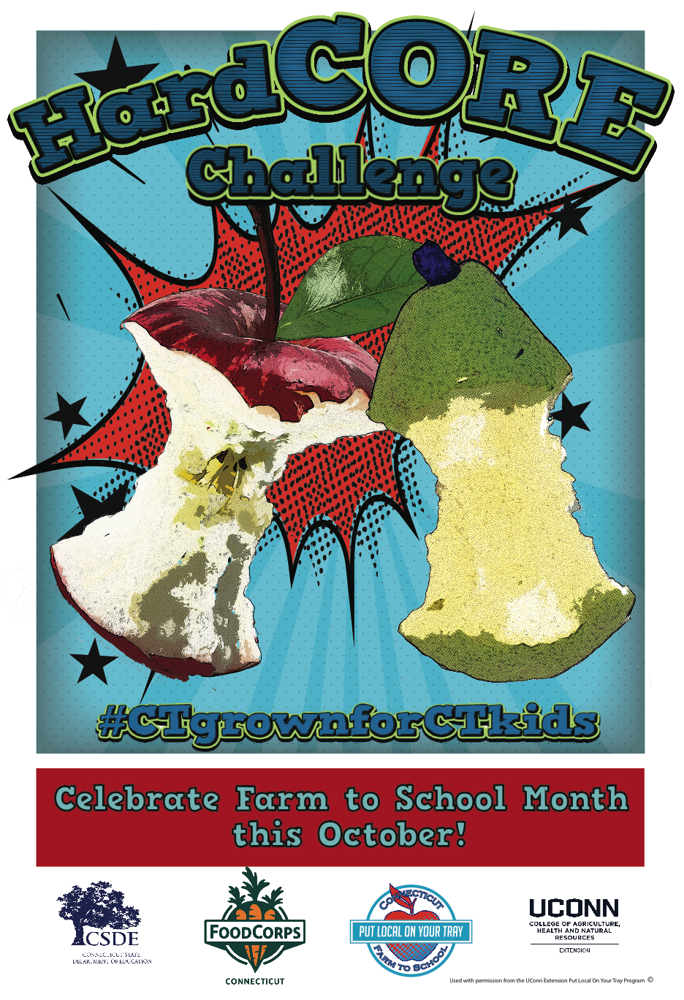 HardCORE
Challenge
#CTgrownforCTkids
Celebrate Farm to School Month
this October!
CSDE
CONNECTICUT STATE
DEPARTMENT OF EDUCATION
FOODCORPS
CONNECTICUT
CONNECTICUT
PUT LOCAL ON YOUR TRAY
FARM TO SCHOOL
UCONN
COLLEGE OF AGRICULTURE,
HEALTH AND NATURAL
RESOURCES
EXTENSION
Used with permission from the UConn Extension Put Local On Your Tray Program ©